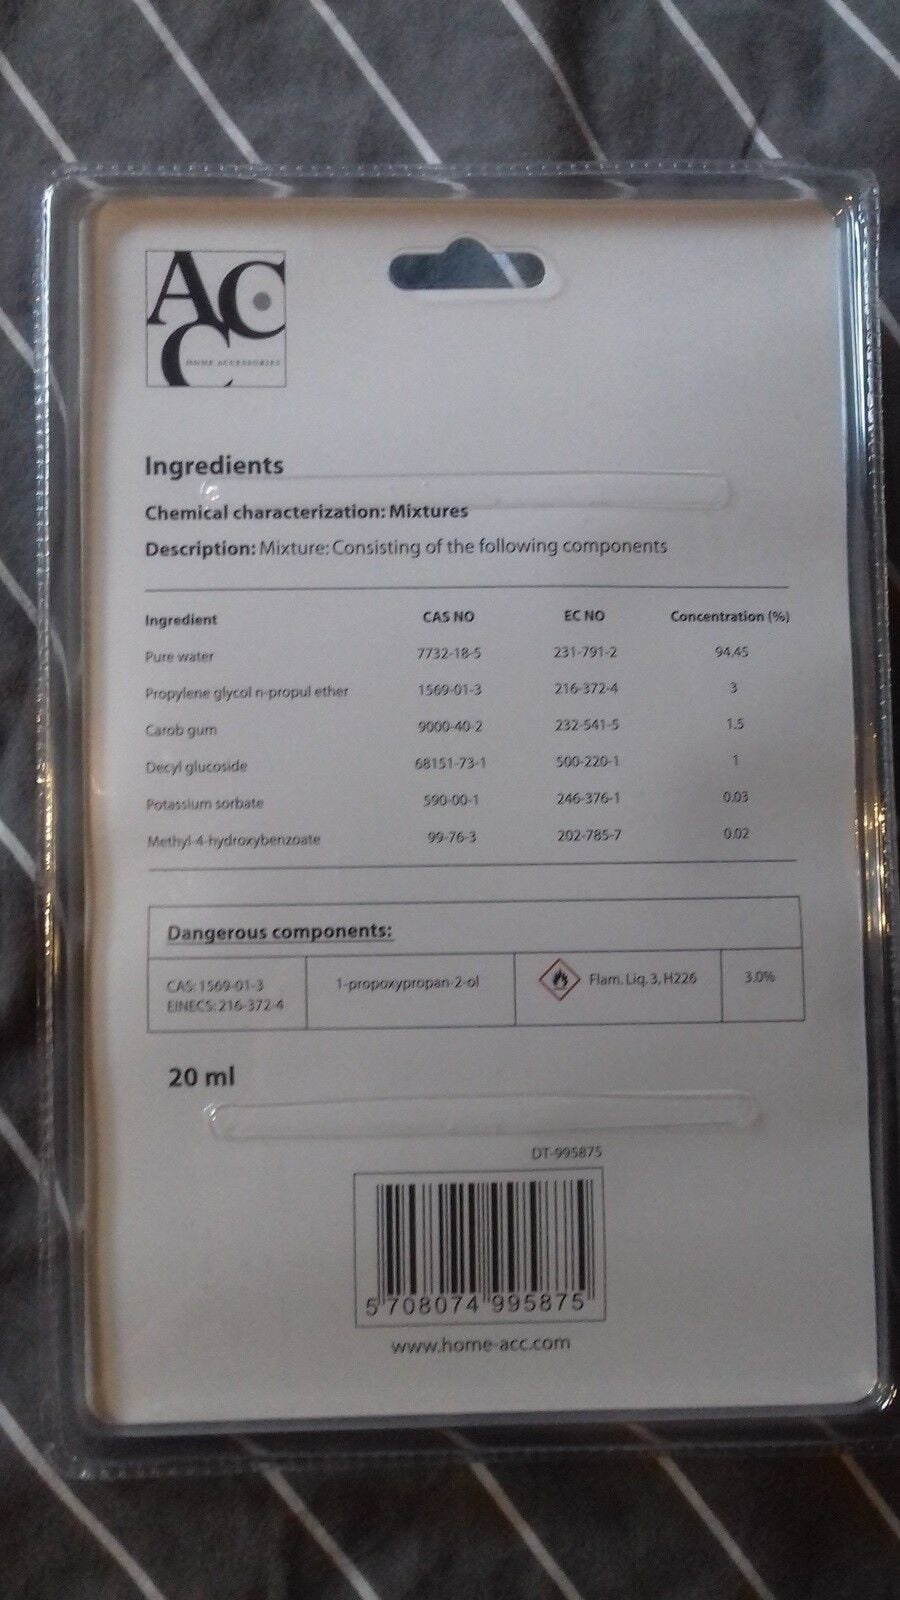 ACC
HOME ACCESSORIES
Ingredients
Chemical characterization: Mixtures
Description: Mixture: Consisting of the following components
Ingredient CAS NO EC NO Concentration (%)
Pure water 7732-18-5 231-791-2 94.45
Propylene glycol n-propul ether 1569-01-3 216-372-4 3
Carob gum 9000-40-2 232-541-5 1.5
Decyl glucoside 68151-73-1 500-220-1 1
Potassium sorbate 590-00-1 246-376-1 0.03
Methyl-4-hydroxybenzoate 99-76-3 202-785-7 0.02
Dangerous components:
CAS: 1569-01-3 1-propoxypropan-2-ol Flam. Liq. 3, H226 3.0%
EINECS: 216-372-4
20 ml
DT-995875
5 708074 995875
www.home-acc.com